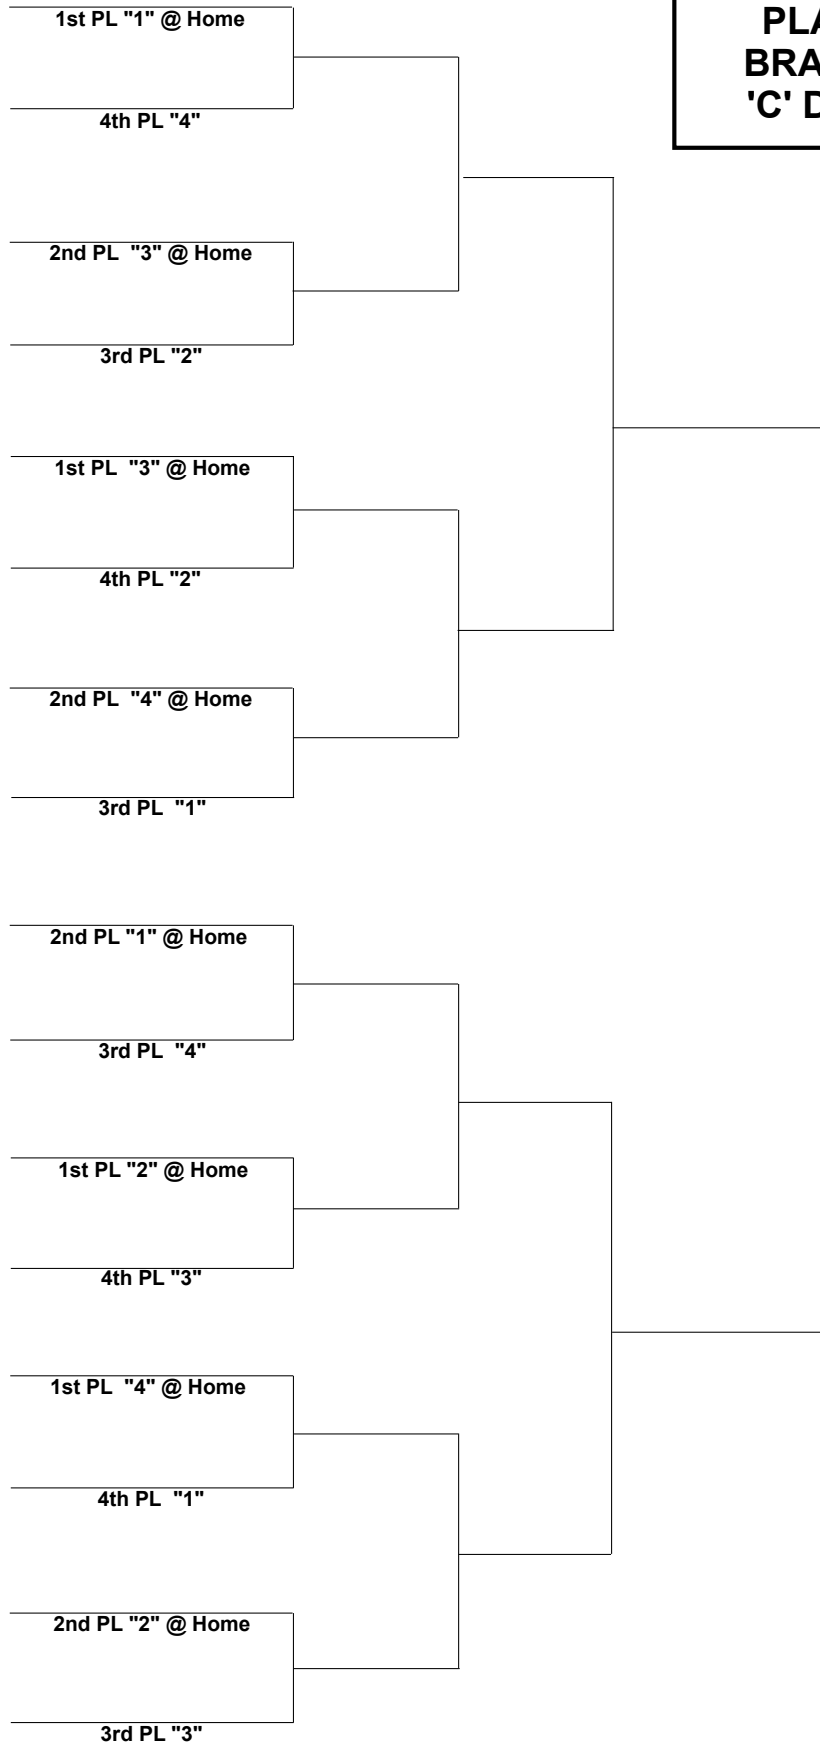 1st PL "1" @ Home
PLA
BRA
'C' D
4th PL "4"
2nd PL  "3" @ Home
3rd PL "2"
1st PL  "3" @ Home
4th PL "2"
2nd PL  "4" @ Home
3rd PL  "1"
2nd PL "1" @ Home
3rd PL  "4"
1st PL "2" @ Home
4th PL "3"
1st PL  "4" @ Home
4th PL  "1"
2nd PL "2" @ Home
3rd PL "3"